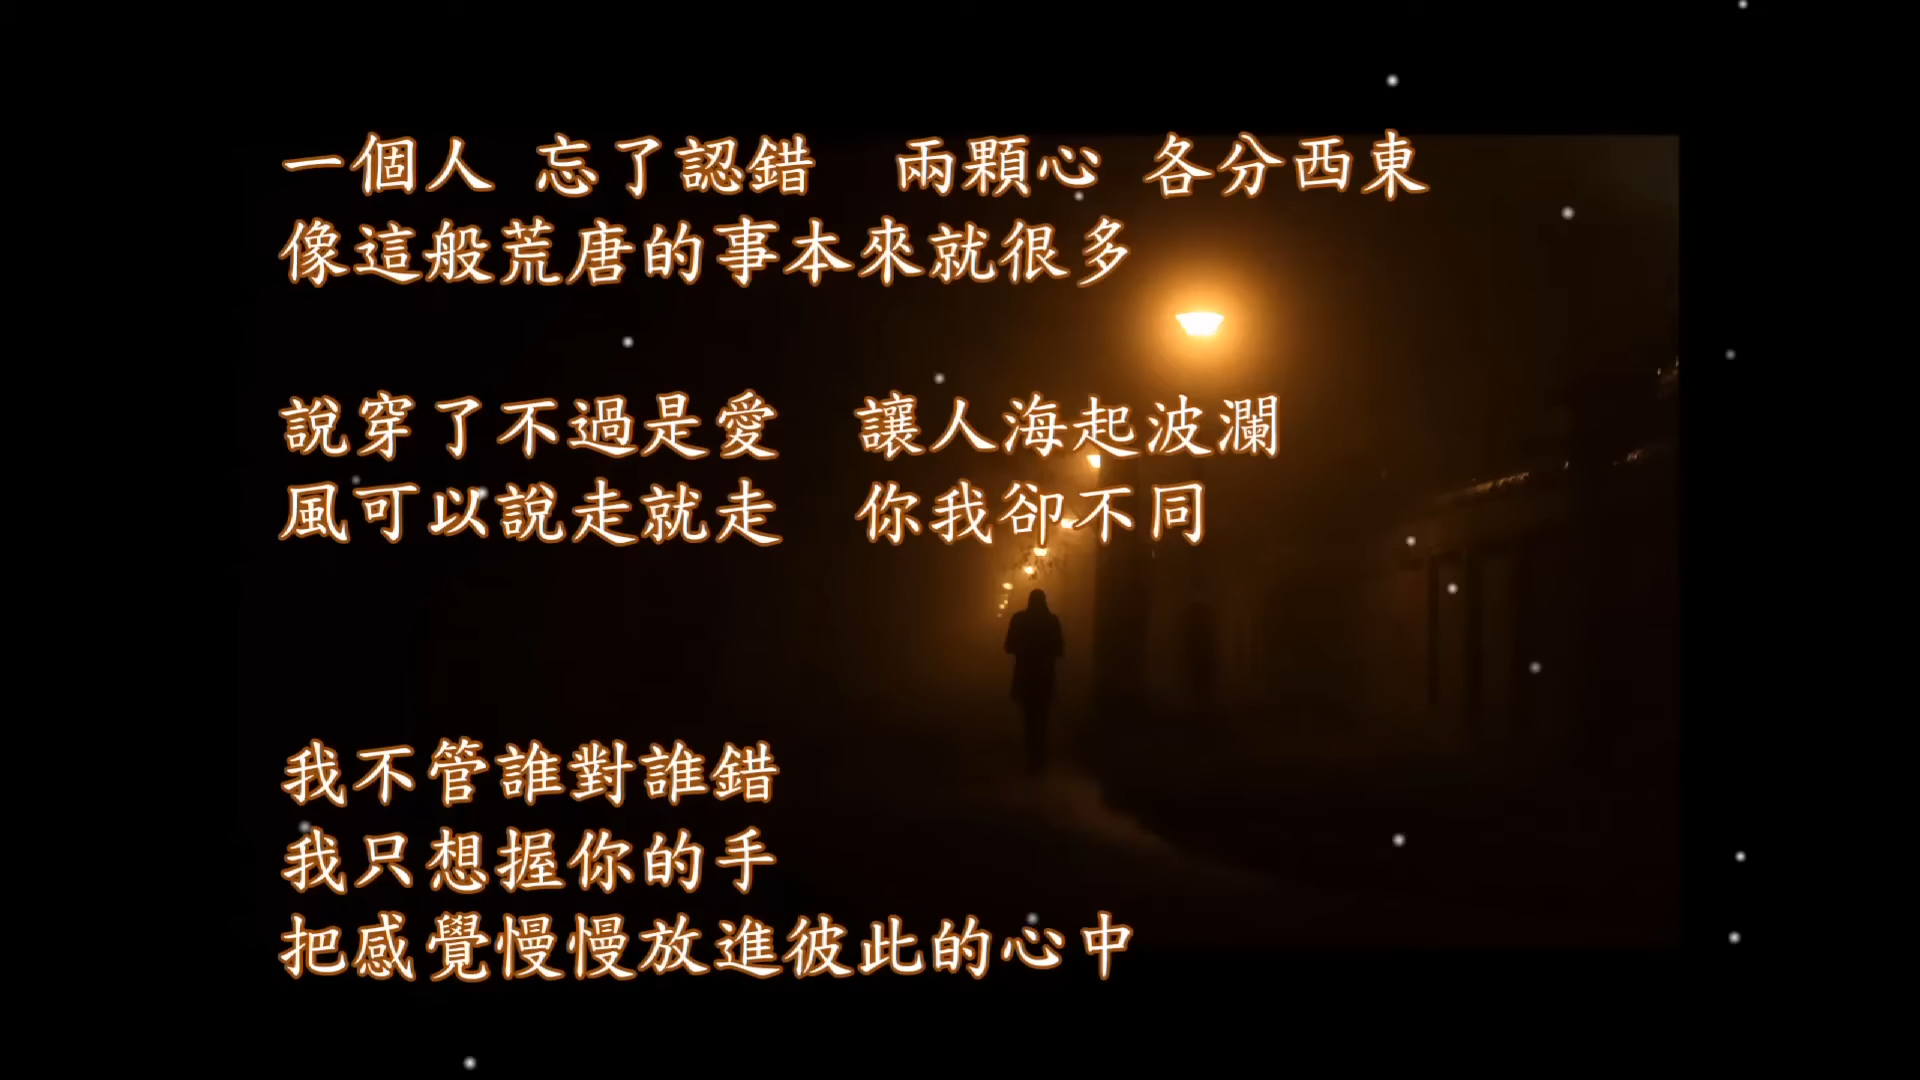 一個人 忘了認錯　兩顆心 各分西東
像這般荒唐的事本來就很多
說穿了不過是愛　讓人海起波瀾
風可以說走就走　你我卻不同
我不管誰對誰錯
我只想握你的手
把感覺慢慢放進彼此的心中